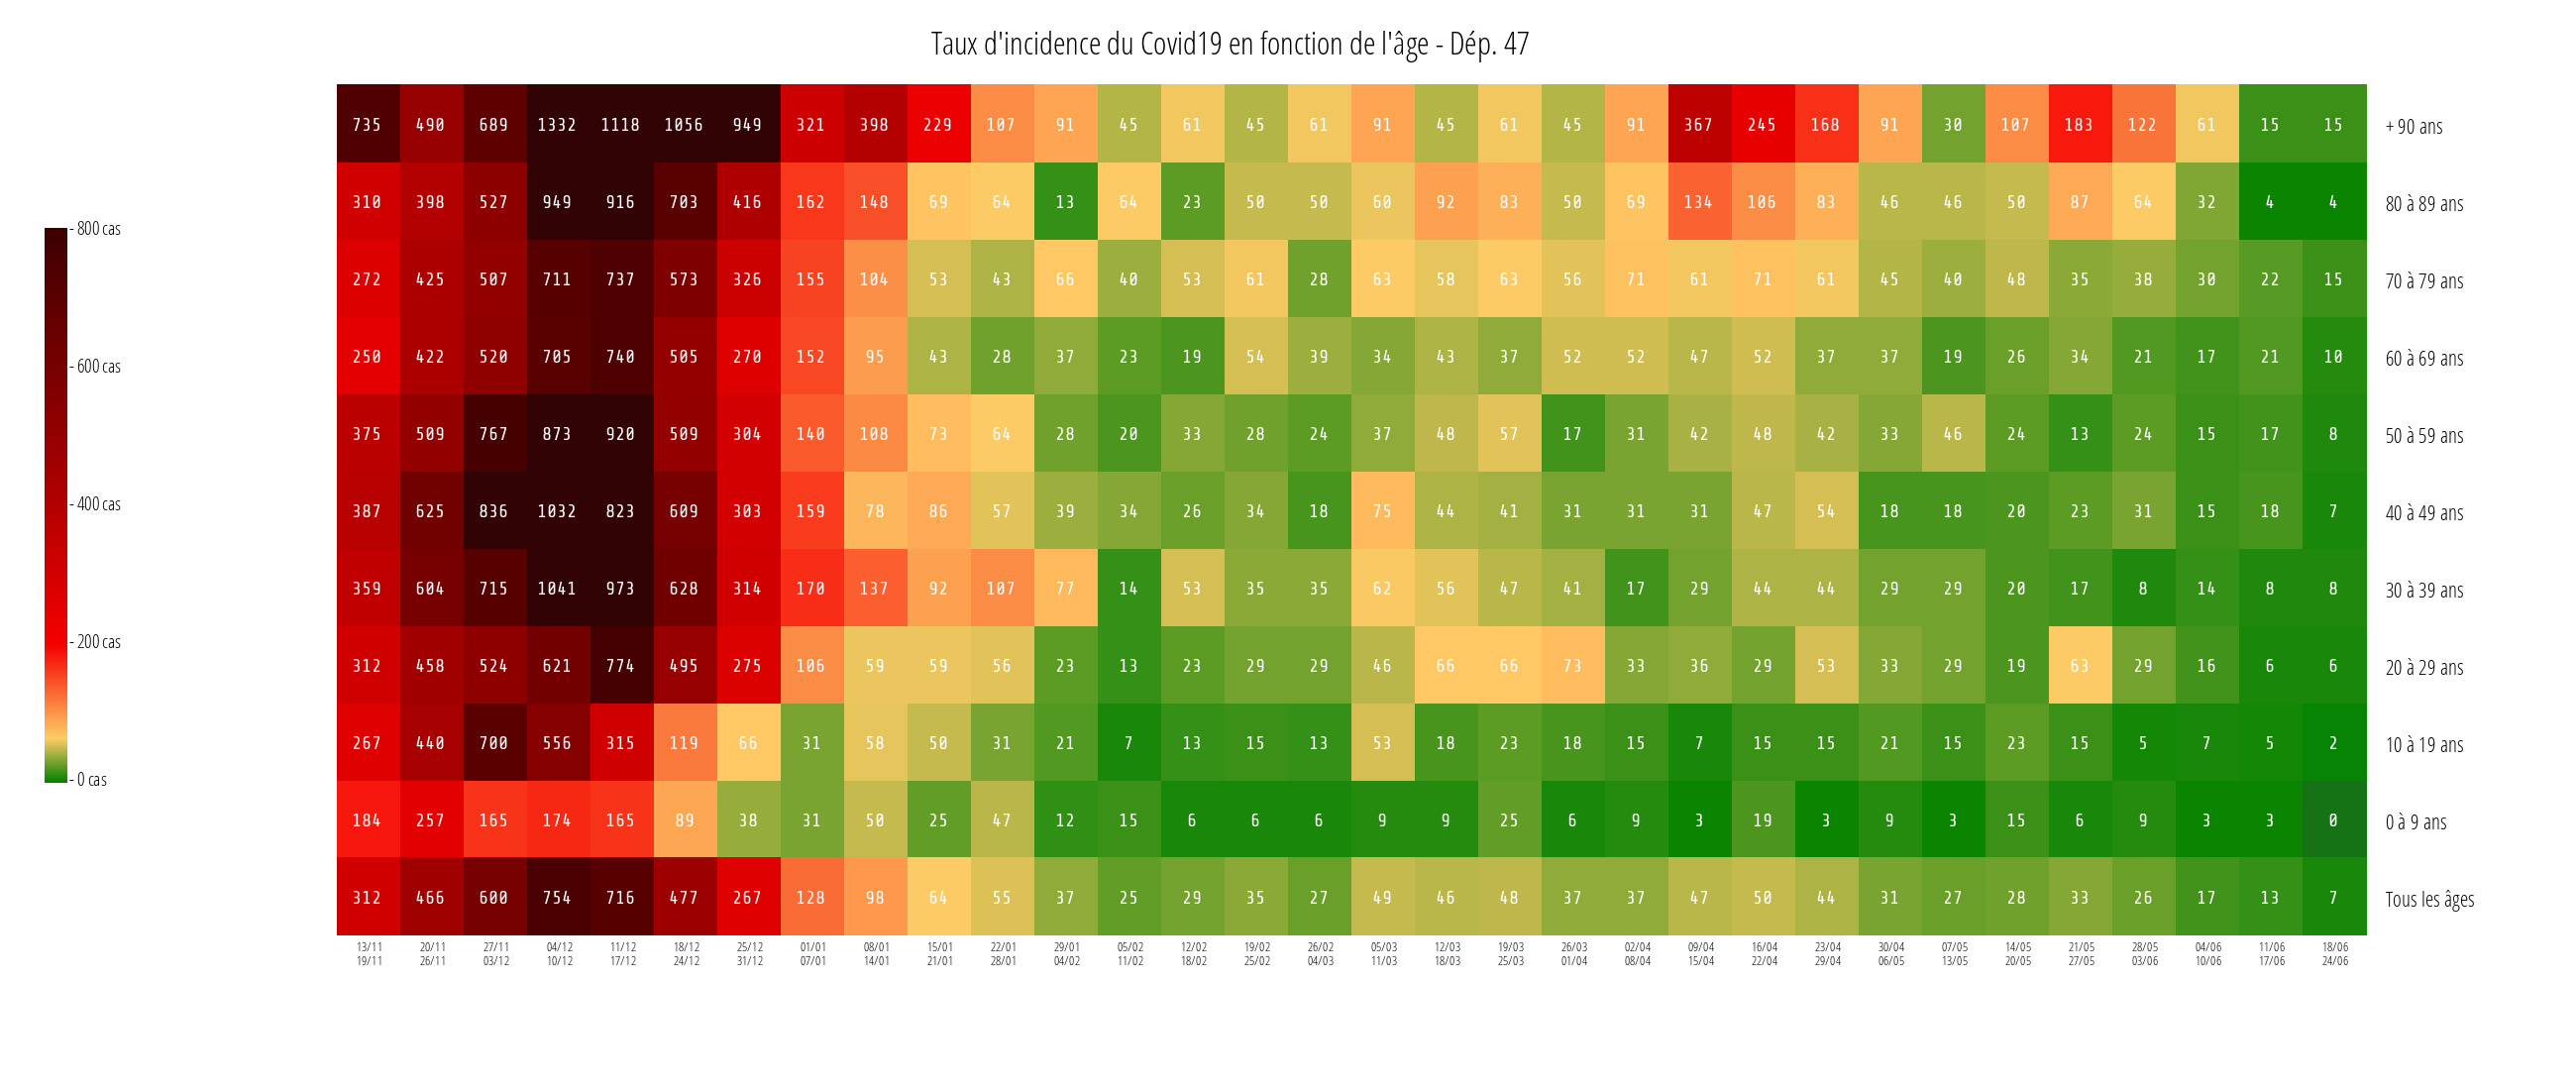 Taux d'incidence du Covid19 en fonction de l'âge - Dép. 47
735 490 689 1332 1118 1056 949 321 398 229 107 91 45 61 45 61 91 45 61 45 91 367 245 168 91 30 107 183 122 61 15 15 + 90 ans
310 398 527 949 916 703 416 162 148 69 64 13 64 23 50 50 60 92 83 50 69 134 106 83 46 46 50 87 64 32 4 4 80 à 89 ans
272 425 507 711 737 573 326 155 104 53 43 66 40 53 61 28 63 58 63 56 71 61 71 61 45 40 48 35 38 30 22 15 70 à 79 ans
250 422 520 705 740 505 270 152 95 43 28 37 23 19 54 39 34 43 37 52 52 47 52 37 37 19 26 34 21 17 21 10 60 à 69 ans
375 509 767 873 920 509 304 140 108 73 64 28 20 33 28 24 37 48 57 17 31 42 48 42 33 46 24 13 24 15 17 8 50 à 59 ans
387 625 836 1032 823 609 303 159 78 86 57 39 34 26 34 18 75 44 41 31 31 31 47 54 18 18 20 23 31 15 18 7 40 à 49 ans
359 604 715 1041 973 628 314 170 137 92 107 77 14 53 35 35 62 56 47 41 17 29 44 44 29 29 20 17 8 14 8 8 30 à 39 ans
312 458 524 621 774 495 275 106 59 59 56 23 13 23 29 29 46 66 66 73 33 36 29 53 33 29 19 63 29 16 6 6 20 à 29 ans
267 440 700 556 315 119 66 31 58 50 31 21 7 13 15 13 53 18 23 18 15 7 15 15 21 15 23 15 5 7 5 2 10 à 19 ans
184 257 165 174 165 89 38 31 50 25 47 12 15 6 6 6 9 9 25 6 9 3 19 3 9 3 15 6 9 3 3 0 0 à 9 ans
312 466 600 754 716 477 267 128 98 64 55 37 25 29 35 27 49 46 48 37 37 47 50 44 31 27 28 33 26 17 13 7 Tous les âges
13/11 20/11 27/11 04/12 11/12 18/12 25/12 01/01 08/01 15/01 22/01 29/01 05/02 12/02 19/02 26/02 05/03 12/03 19/03 26/03 02/04 09/04 16/04 23/04 30/04 07/05 14/05 21/05 28/05 04/06 11/06 18/06
19/11 26/11 03/12 10/12 17/12 24/12 31/12 07/01 14/01 21/01 28/01 04/02 11/02 18/02 25/02 04/03 11/03 18/03 25/03 01/04 08/04 15/04 22/04 29/04 06/05 13/05 20/05 27/05 03/06 10/06 17/06 24/06
- 800 cas
- 600 cas
- 400 cas
- 200 cas
- 0 cas